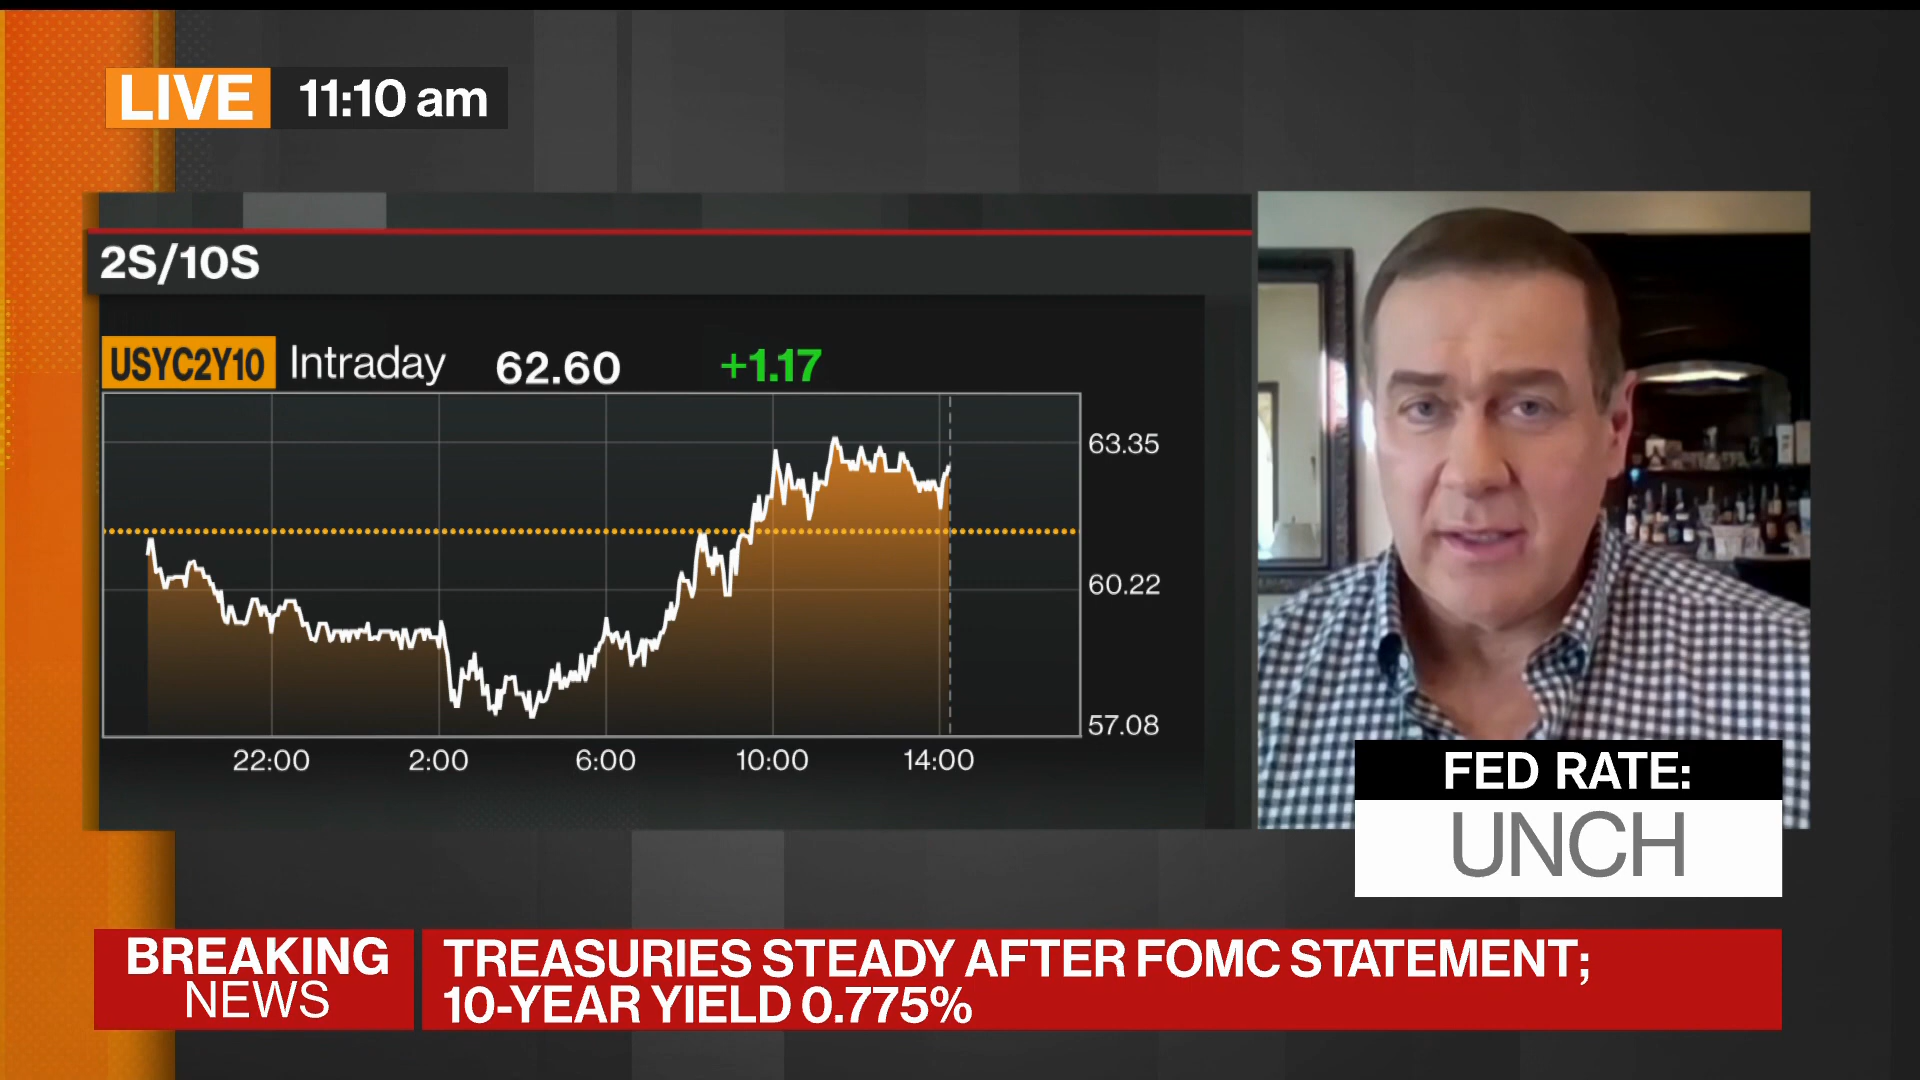 LIVE 11:10 am
2S/10S
USYC2Y10 Intraday 62.60 +1.17
63.35
60.22
57.08
22:00 2:00 6:00 10:00 14:00
FED RATE:
UNCH
BREAKING
NEWS
TREASURIES STEADY AFTER FOMC STATEMENT;
10-YEAR YIELD 0.775%